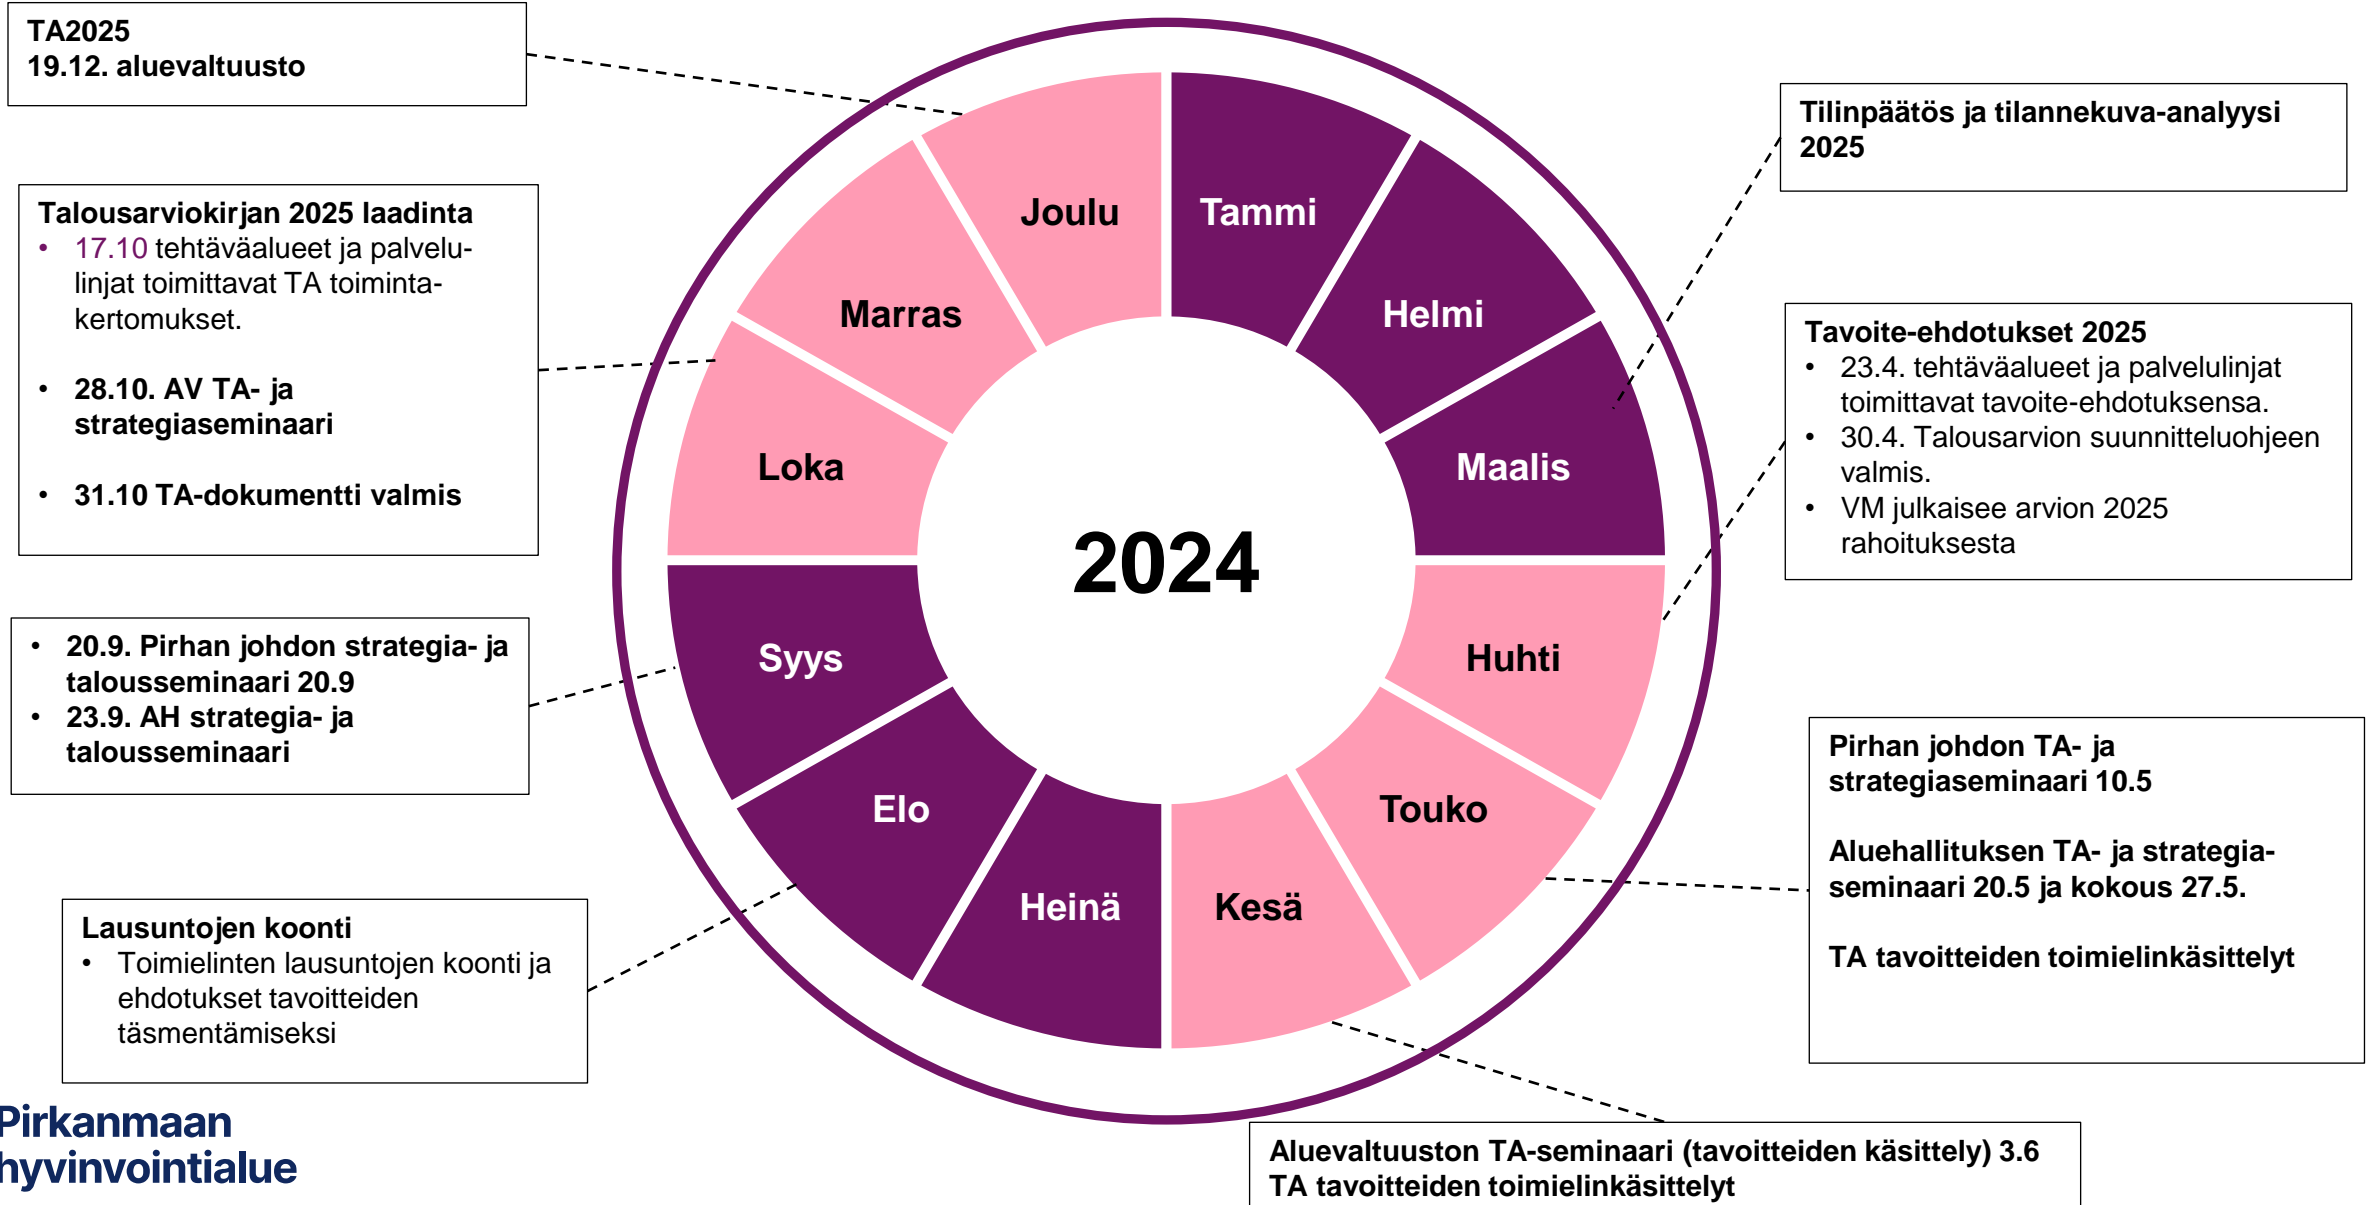 TA2025
19.12. aluevaltuusto
Talousarviokirjan 2025 laadinta
• 17.10 tehtäväalueet ja palvelu-
linjat toimittavat TA toiminta-
kertomukset.
• 28.10. AV TA- ja
strategiaseminaari
• 31.10 TA-dokumentti valmis
• 20.9. Pirhan johdon strategia- ja
talousseminaari 20.9
• 23.9. AH strategia- ja
talousseminaari
Lausuntojen koonti
• Toimielinten lausuntojen koonti ja
ehdotukset tavoitteiden
täsmentämiseksi
Pirkanmaan
hyvinvointialue
Joulu
Tammi
Marras
Helmi
Loka
Maalis
2024
Syys
Huhti
Elo
Touko
Heinä
Kesä
Tilinpäätös ja tilannekuva-analyysi
2025
Tavoite-ehdotukset 2025
• 23.4. tehtäväalueet ja palvelulinjat
toimittavat tavoite-ehdotuksensa.
• 30.4. Talousarvion suunnitteluohjeen
valmis.
• VM julkaisee arvion 2025
rahoituksesta
Pirhan johdon TA- ja
strategiaseminaari 10.5
Aluehallituksen TA- ja strategia-
seminaari 20.5 ja kokous 27.5.
TA tavoitteiden toimielinkäsittelyt
Aluevaltuuston TA-seminaari (tavoitteiden käsittely) 3.6
TA tavoitteiden toimielinkäsittelyt